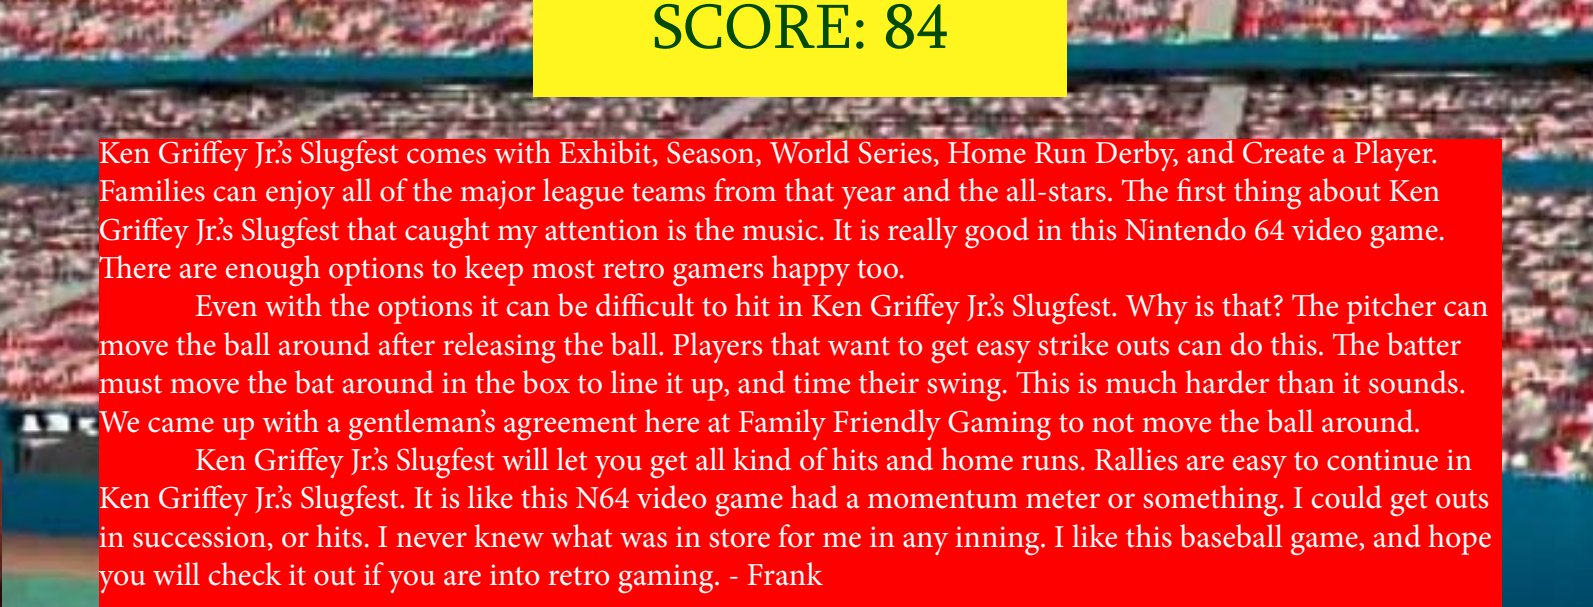 SCORE: 84
Ken Griffey Jr.'s Slugfest comes with Exhibit, Season, World Series, Home Run Derby, and Create a Player.
Families can enjoy all of the major league teams from that year and the all-stars. The first thing about Ken
Griffey Jr.'s Slugfest that caught my attention is the music. It is really good in this Nintendo 64 video game.
There are enough options to keep most retro gamers happy too.
Even with the options it can be difficult to hit in Ken Griffey Jr.'s Slugfest. Why is that? The pitcher can
move the ball around after releasing the ball. Players that want to get easy strike outs can do this. The batter
must move the bat around in the box to line it up, and time their swing. This is much harder than it sounds.
We came up with a gentleman's agreement here at Family Friendly Gaming to not move the ball around.
Ken Griffey Jr.'s Slugfest will let you get all kind of hits and home runs. Rallies are easy to continue in
Ken Griffey Jr.'s Slugfest. It is like this N64 video game had a momentum meter or something. I could get outs
in succession, or hits. I never knew what was in store for me in any inning. I like this baseball game, and hope
you will check it out if you are into retro gaming. - Frank